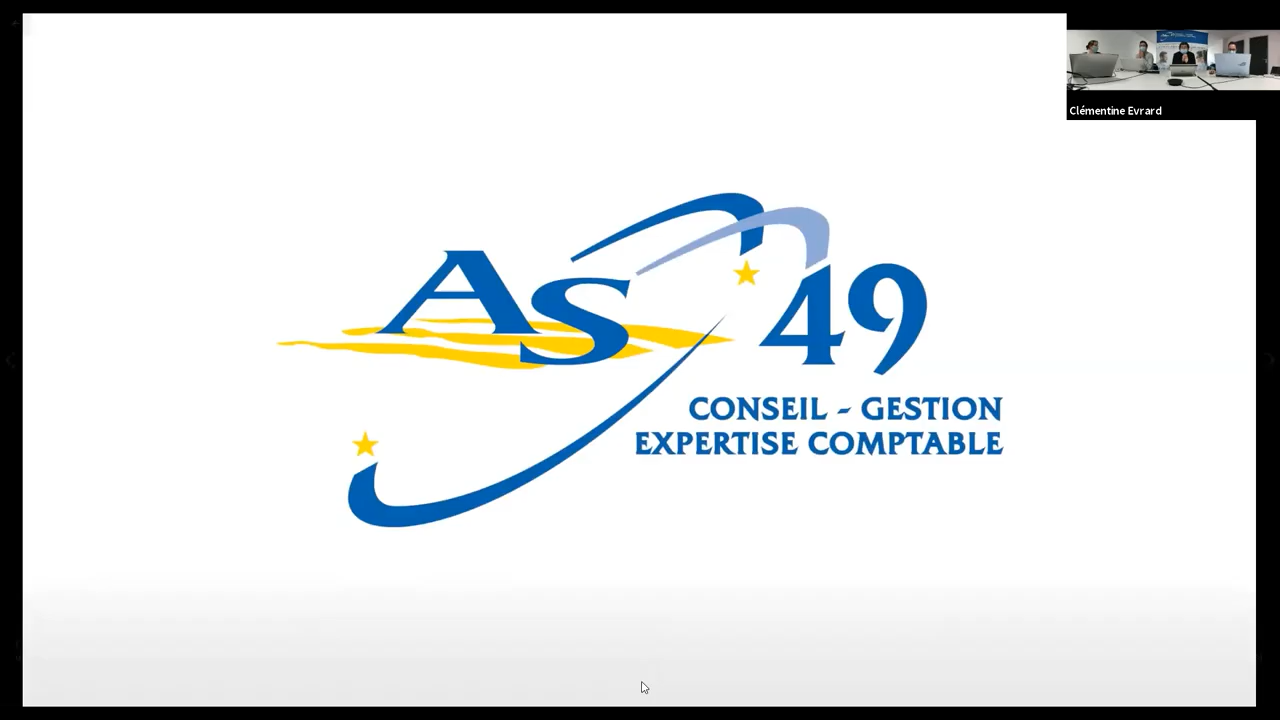 Clémentine Evrard
AS 49
CONSEIL - GESTION
EXPERTISE COMPTABLE